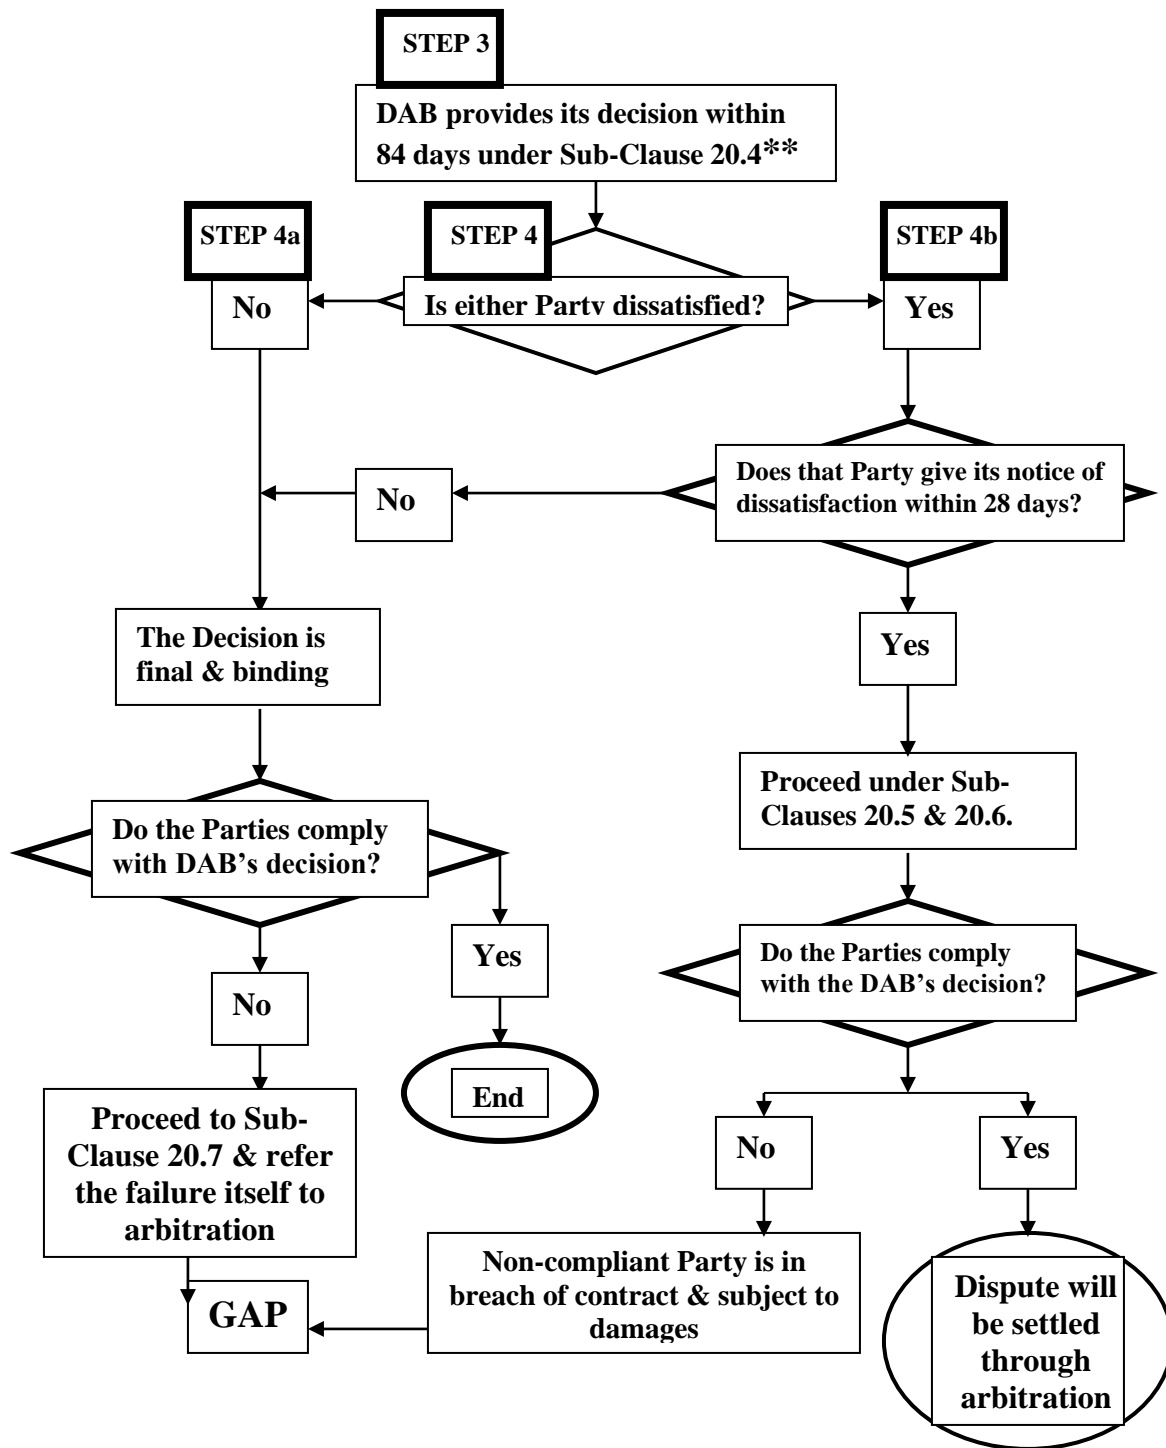 STEP 3
DAB provides its decision within
84 days under Sub-Clause 20.4**
STEP 4a
STEP 4
STEP 4b
No
Is either Party dissatisfied?
Yes
Does that Party give its notice of
dissatisfaction within 28 days?
No
The Decision is
final & binding
Yes
Proceed under Sub-
Clauses 20.5 & 20.6.
Do the Parties comply
with DAB’s decision?
Yes
Do the Parties comply
with the DAB’s decision?
No
End
Proceed to Sub-
Clause 20.7 & refer
the failure itself to
arbitration
No
Yes
Non-compliant Party is in
breach of contract & subject to
damages
GAP
Dispute will
be settled
through
arbitration